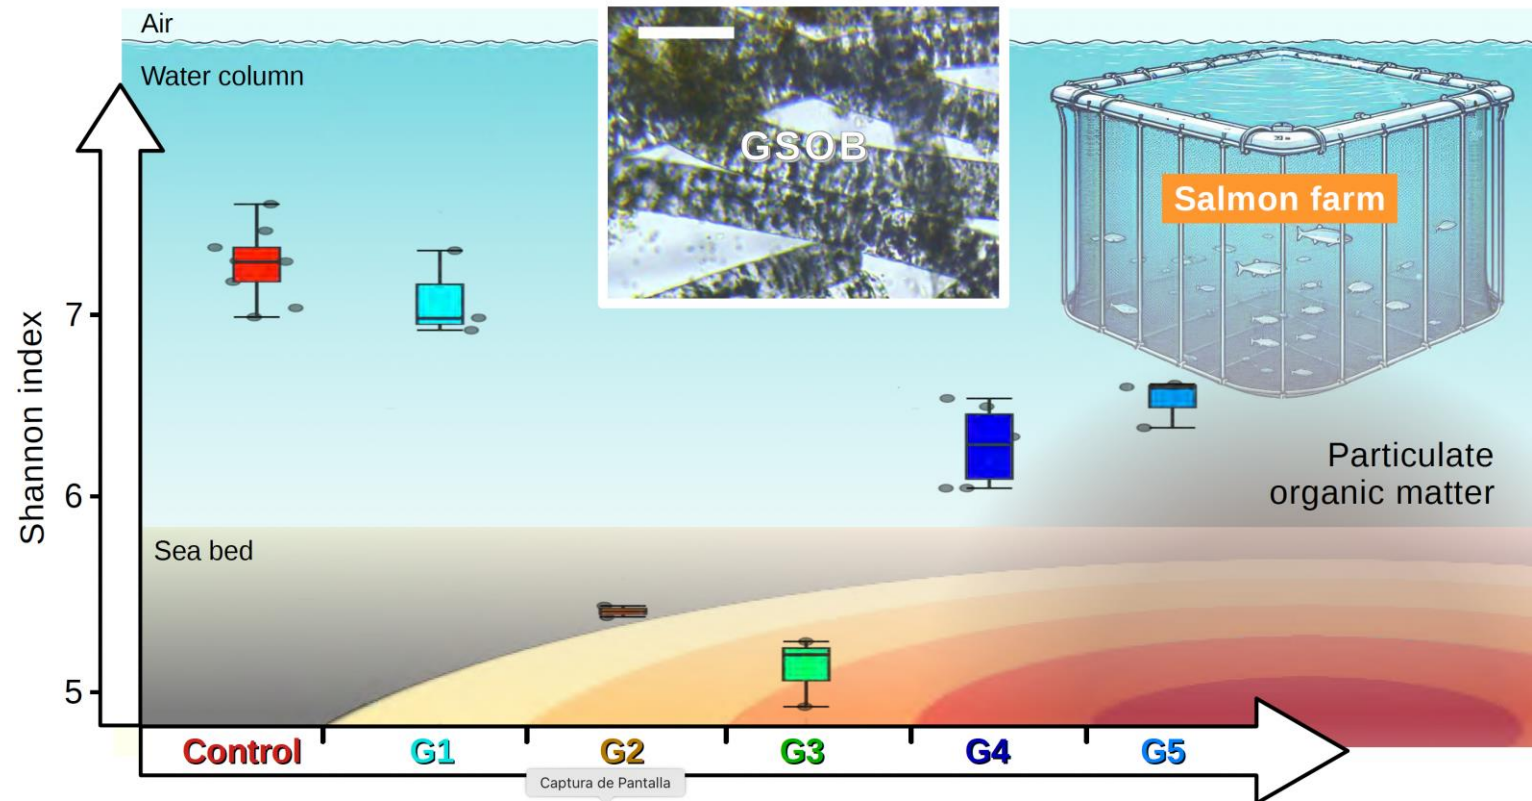 Air
Water column
GSOB
Salmon farm
Shannon index
7
6
5
Particulate
organic matter
Sea bed
Control
G1
G2
G3
G4
G5
Captura de Pantalla